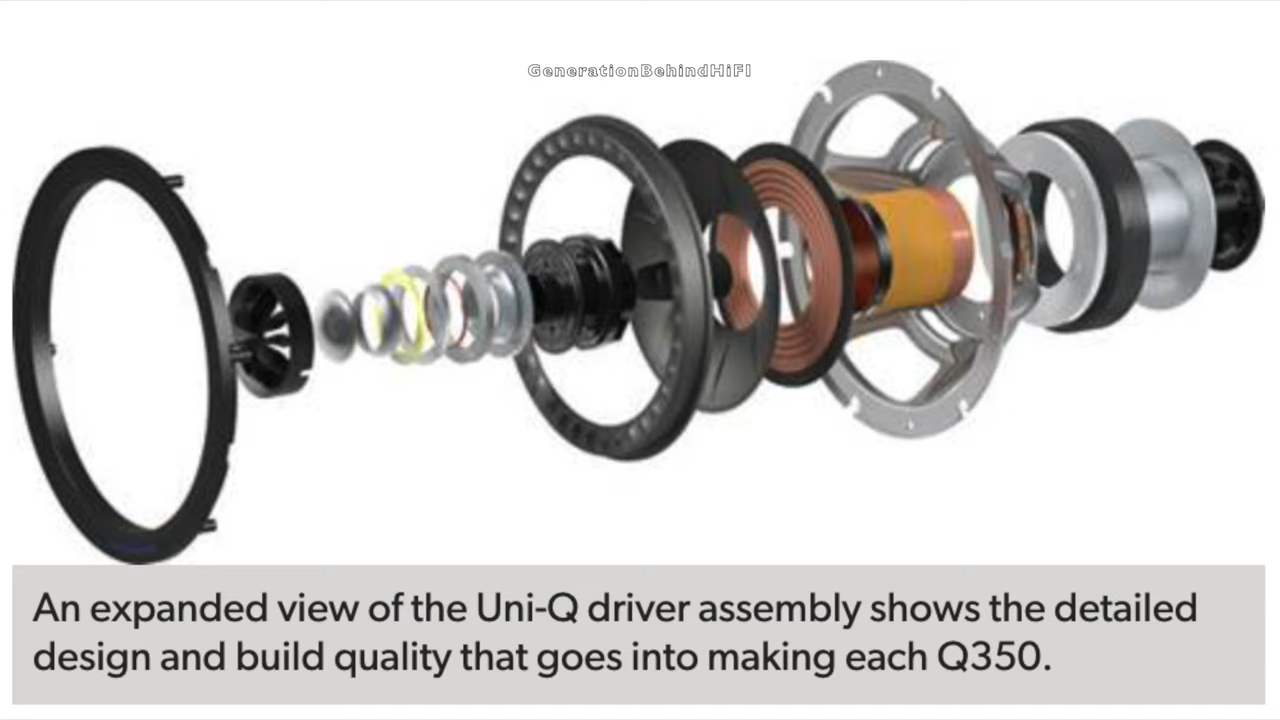 GenerationBehindHiFI
An expanded view of the Uni-Q driver assembly shows the detailed
design and build quality that goes into making each Q350.